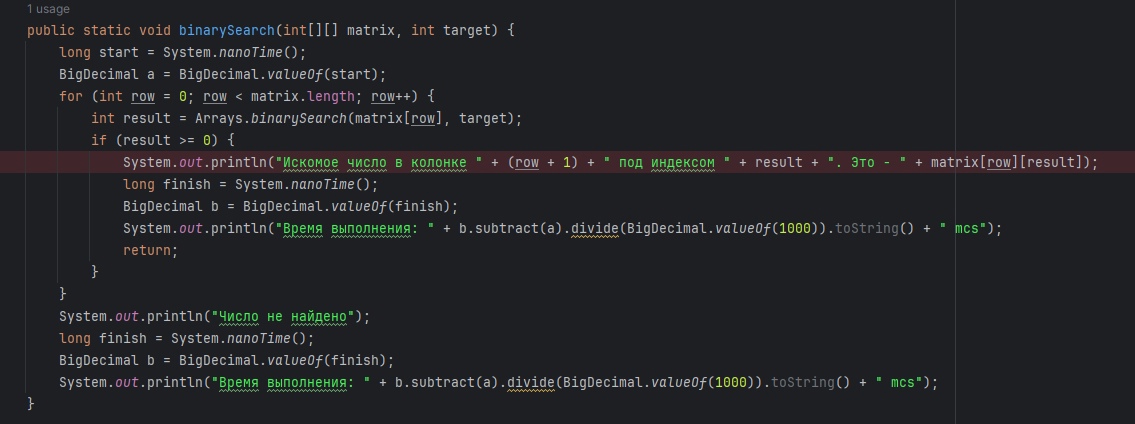 1 usage
public static void binarySearch(int[][] matrix, int target) {
long start = System.nanoTime();
BigDecimal a = BigDecimal.valueOf(start);
for (int row = 0; row < matrix.length; row++) {
int result = Arrays.binarySearch(matrix[row], target);
if (result >= 0) {
System.out.println("Искомое число в колонке " + (row + 1) + " под индексом " + result + ". Это - " + matrix[row][result]);
long finish = System.nanoTime();
BigDecimal b = BigDecimal.valueOf(finish);
System.out.println("Время выполнения: " + b.subtract(a).divide(BigDecimal.valueOf(1000)).toString() + " mcs");
return;
}
}
System.out.println("Число не найдено");
long finish = System.nanoTime();
BigDecimal b = BigDecimal.valueOf(finish);
System.out.println("Время выполнения: " + b.subtract(a).divide(BigDecimal.valueOf(1000)).toString() + " mcs");
}